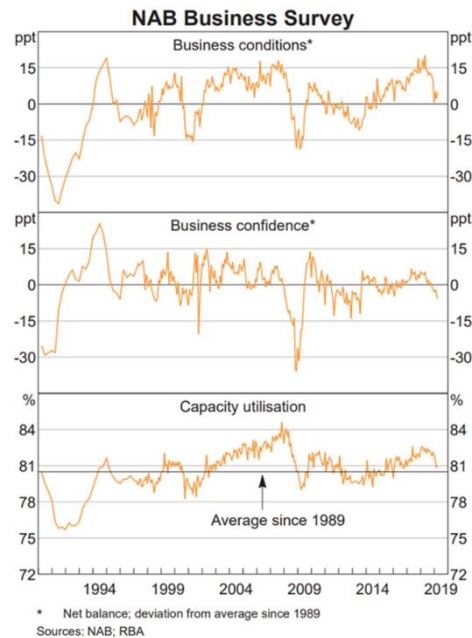 NAB Business Survey
ppt ppt
Business conditions*
15 15
0 0
-15 -15
-30 -30
ppt ppt
Business confidence*
15 15
0 0
-15 -15
-30 -30
% %
Capacity utilisation
84 84
81 81
78 78
Average since 1989
75 75
72 72
1994 1999 2004 2009 2014 2019
* Net balance; deviation from average since 1989
Sources: NAB; RBA